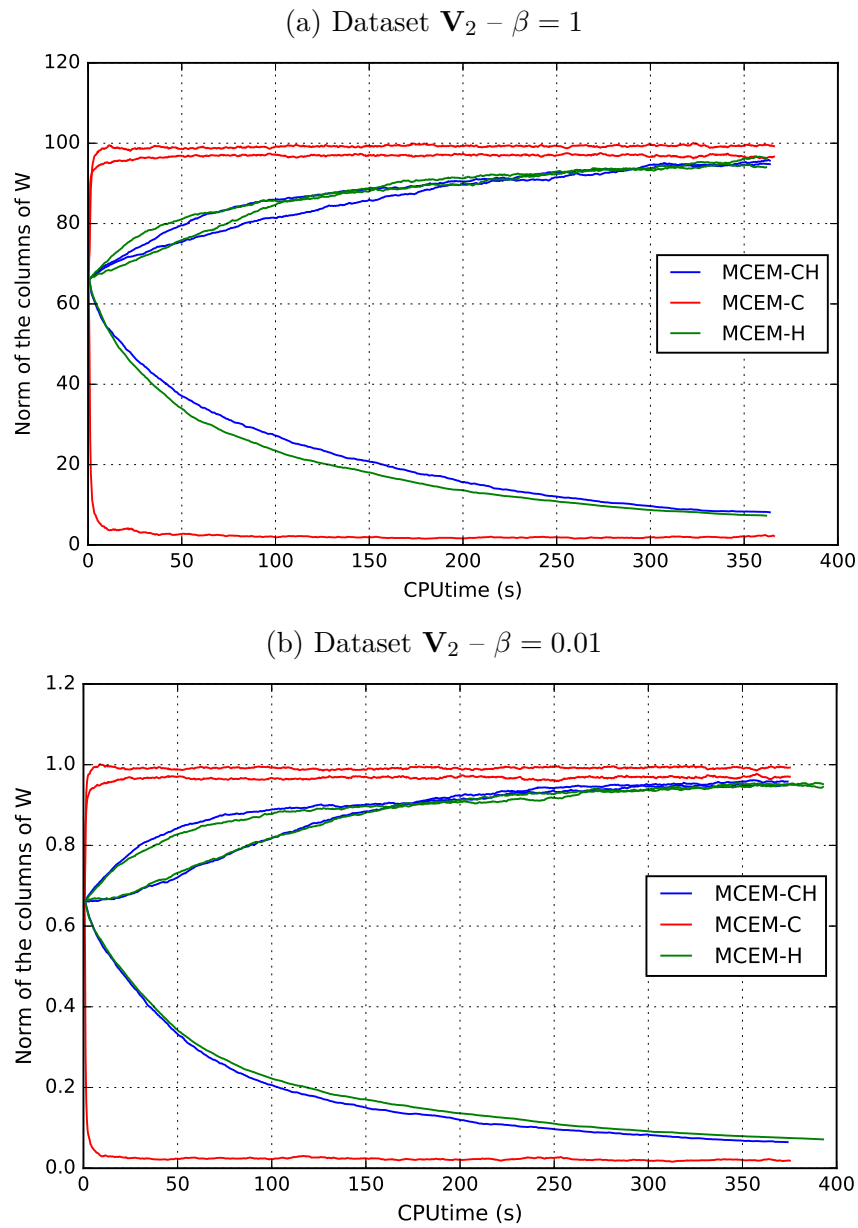 (a) Dataset V₂ – β = 1
120
100
80
60
40
20
0
Norm of the columns of W
MCEM-CH
MCEM-C
MCEM-H
0 50 100 150 200 250 300 350 400
CPUtime (s)
(b) Dataset V₂ – β = 0.01
1.2
1.0
0.8
0.6
0.4
0.2
0.0
Norm of the columns of W
MCEM-CH
MCEM-C
MCEM-H
0 50 100 150 200 250 300 350 400
CPUtime (s)